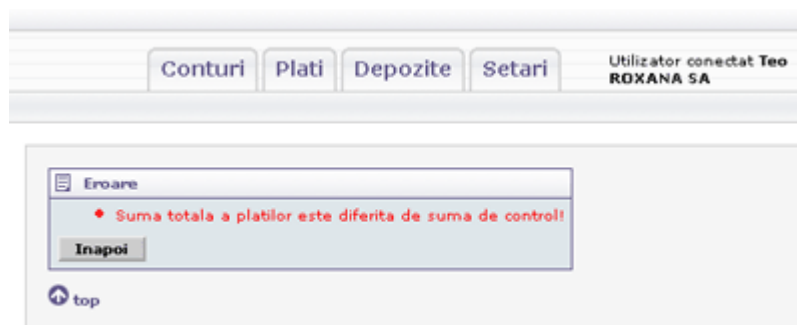 Conturi Plati Depozite Setari
Utilizator conectat Teo
ROXANA SA
Eroare
Suma totala a platilor este diferita de suma de control!
Inapoi
top